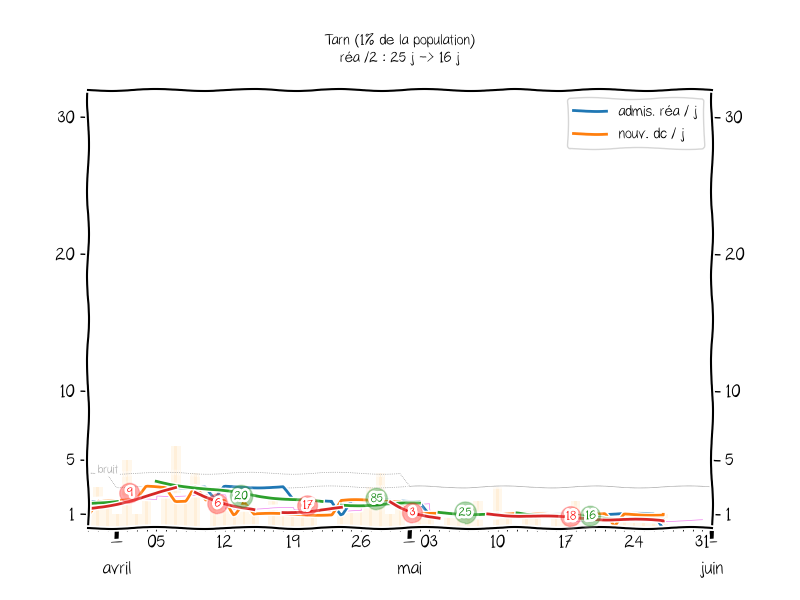 Tarn (1% de la population)
réa /2 : 25 j -> 16 j
admis. réa / j
nouv. dc / j
30 30
20 20
10 10
5 5
bruit
9 6 20 17 85 3 25 18 16
1 1
05 12 19 26 03 10 17 24 31
avril mai juin